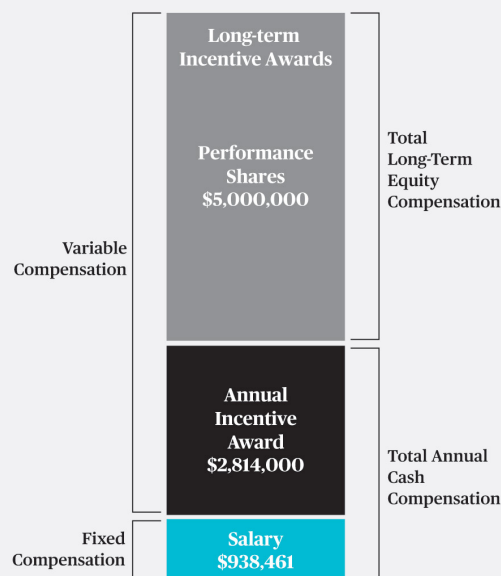 Long-term
Incentive Awards
Performance
Shares
$5,000,000
Total
Long-Term
Equity
Compensation
Variable
Compensation
Annual
Incentive
Award
$2,814,000
Total Annual
Cash
Compensation
Fixed
Compensation
Salary
$938,461